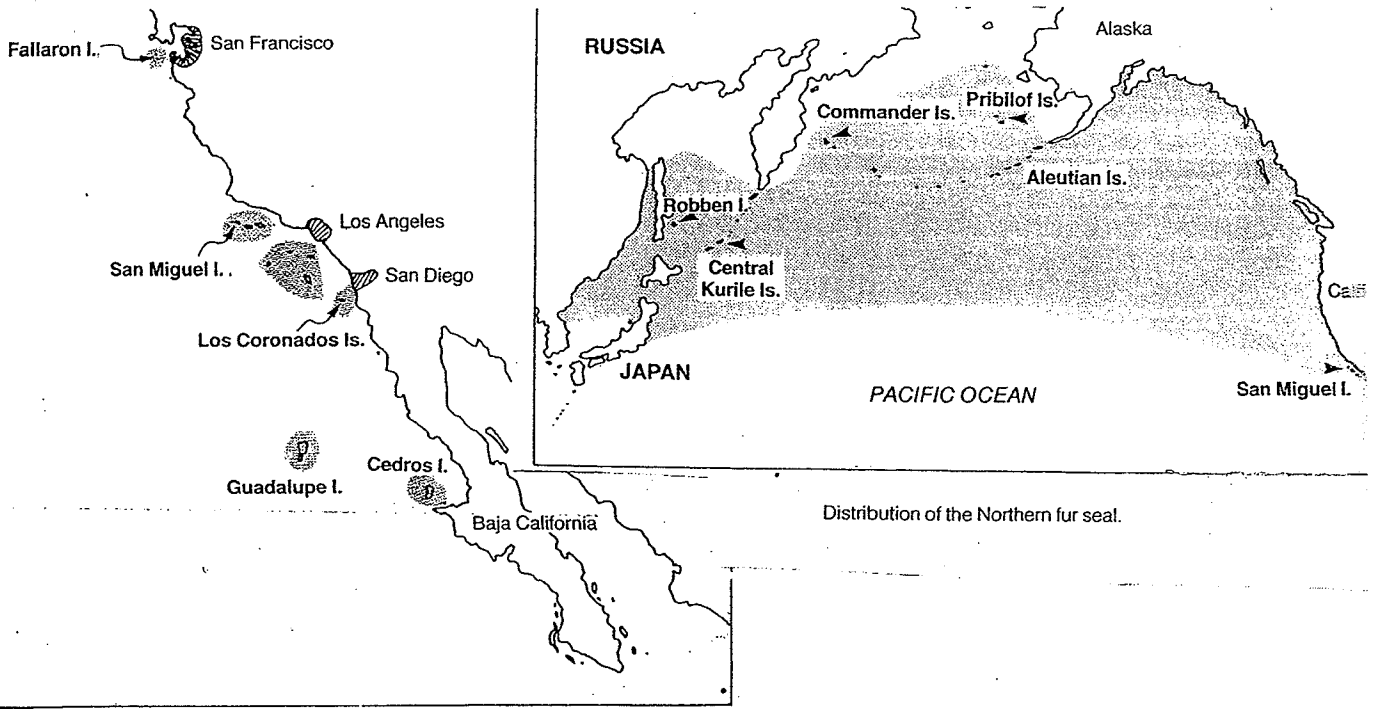 Fallaron I.
San Francisco
Los Angeles
San Miguel I. .
San Diego
Los Coronados Is.
Guadalupe I.
Cedros I.
Baja California
RUSSIA
Alaska
Commander Is.
Pribilof Is.
Aleutian Is.
Robben I.
Central
Kurile Is.
JAPAN
PACIFIC OCEAN
San Miguel I.
Distribution of the Northern fur seal.